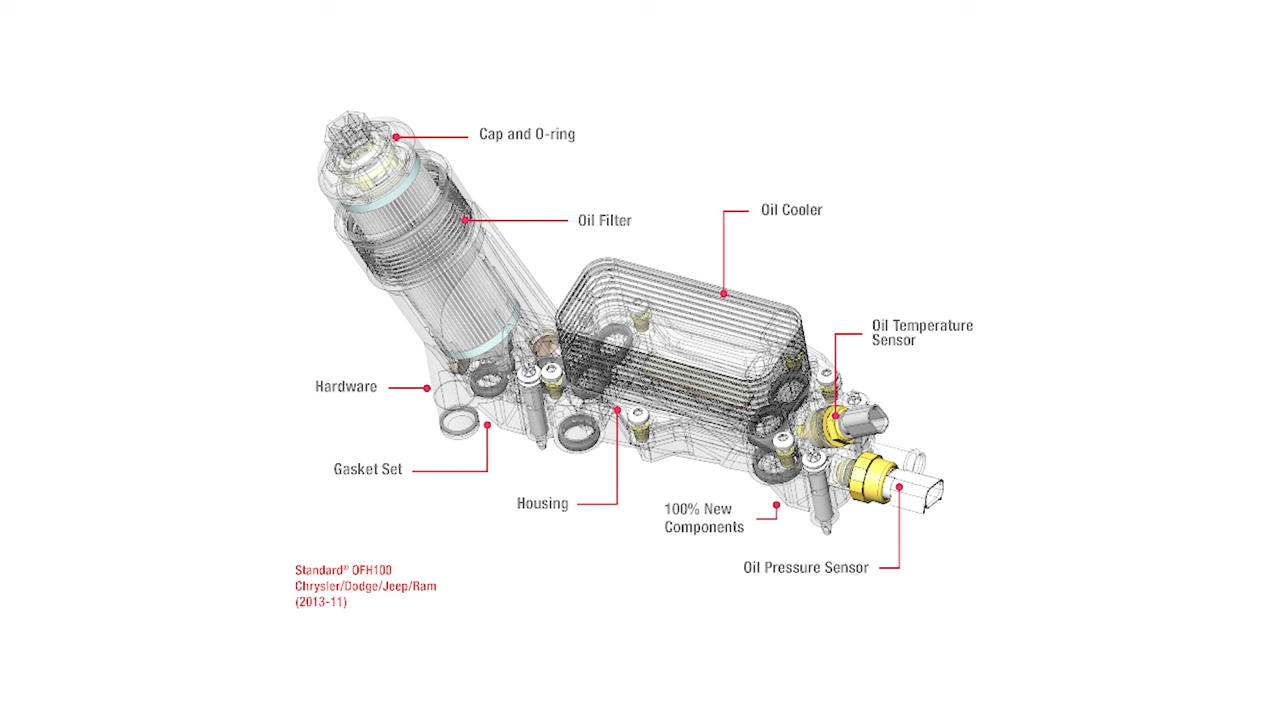 Cap and O-ring
Oil Filter
Oil Cooler
Oil Temperature
Sensor
Hardware
Gasket Set
Housing
100% New
Components
Oil Pressure Sensor
Standard® OFH100
Chrysler/Dodge/Jeep/Ram
(2013-11)